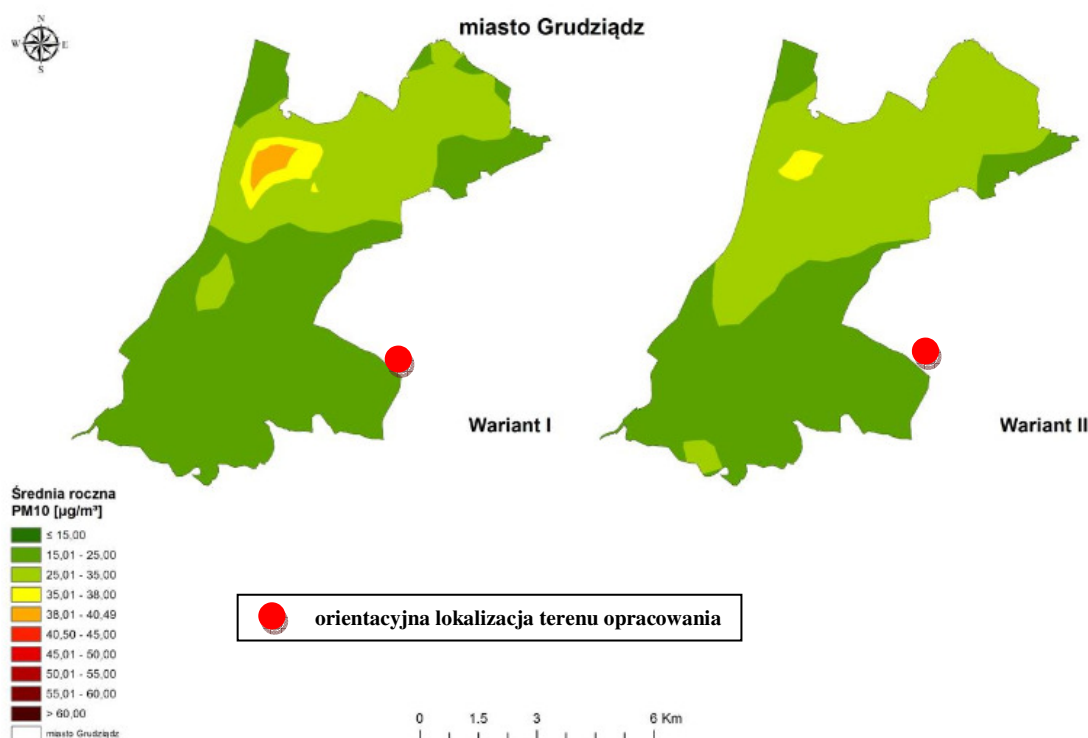 miasto Grudziądz
N
W E
S
Wariant I
Wariant II
Średnia roczna
PM10 [µg/m³]
≤ 15,00
15,01 - 25,00
25,01 - 35,00
35,01 - 38,00
38,01 - 40,49
40,50 - 45,00
45,01 - 50,00
50,01 - 55,00
55,01 - 60,00
> 60,00
miasto Grudziądz
orientacyjna lokalizacja terenu opracowania
0 1.5 3 6 Km